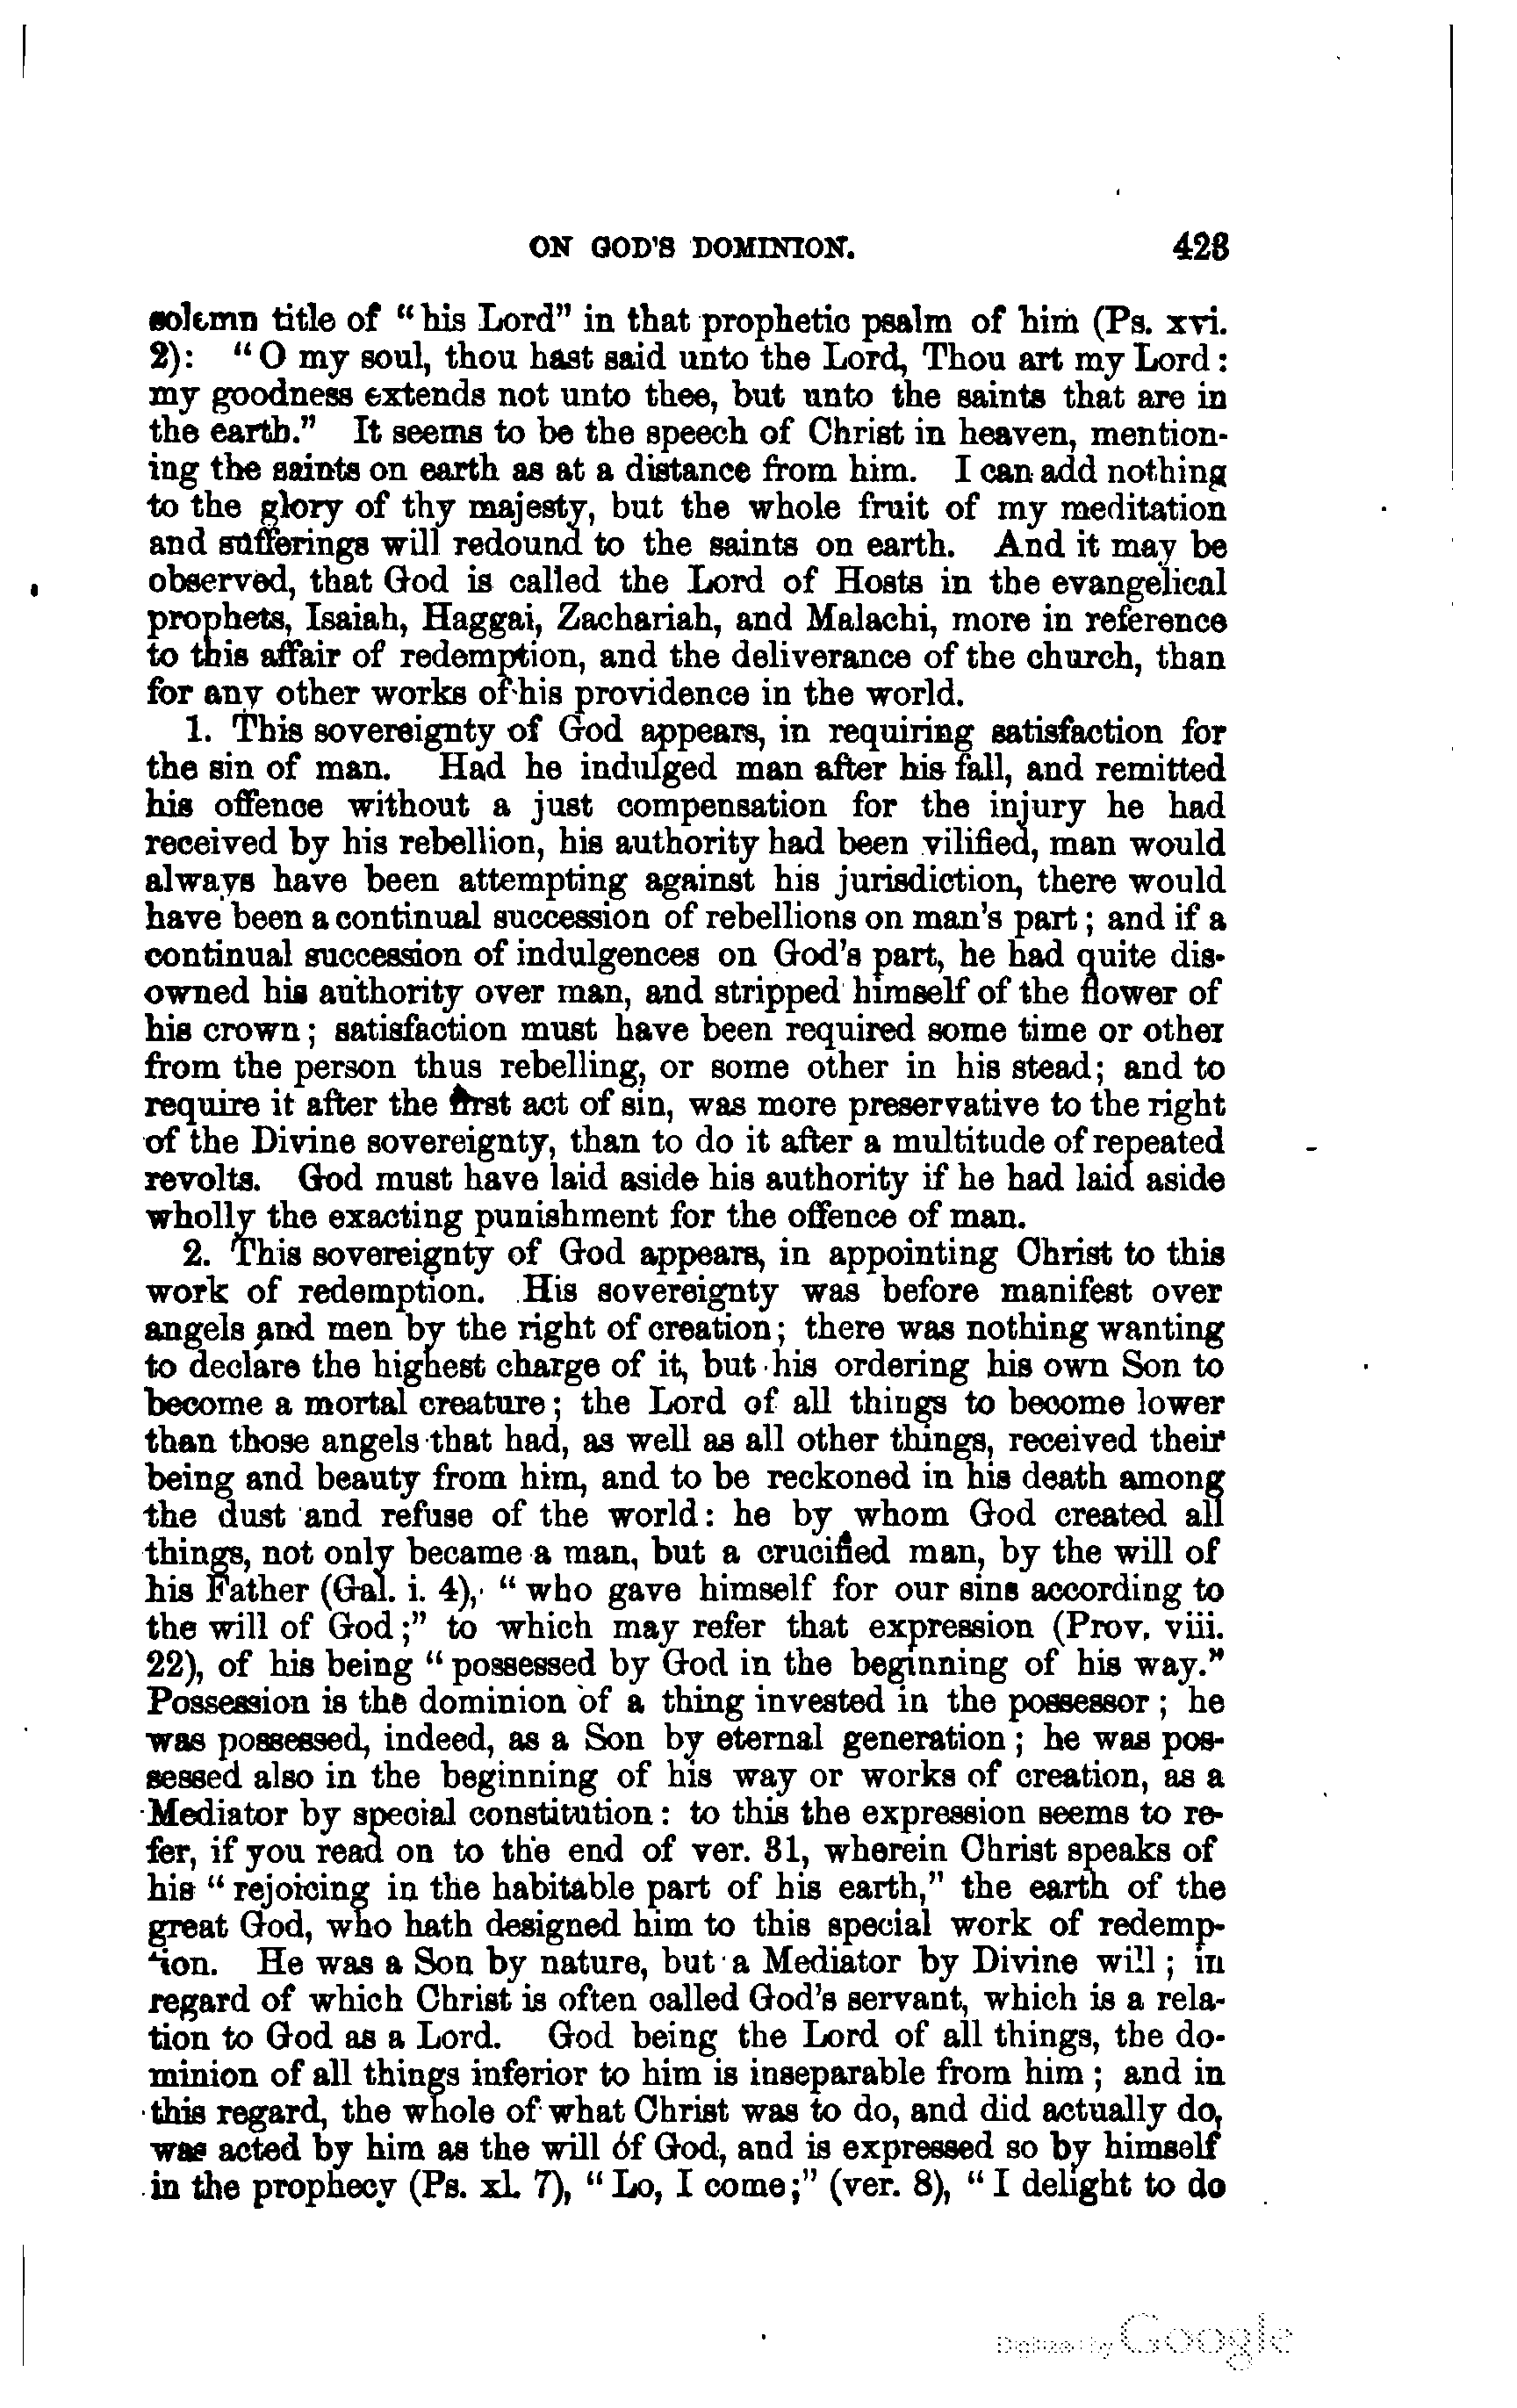 ON GOD'S DOMINION. 423
solemn title of "his Lord" in that prophetic psalm of him (Ps. xvi.
2): "O my soul, thou hast said unto the Lord, Thou art my Lord:
my goodness extends not unto thee, but unto the saints that are in
the earth." It seems to be the speech of Christ in heaven, mention-
ing the saints on earth as at a distance from him. I can add nothing
to the glory of thy majesty, but the whole fruit of my meditation
and sufferings will redound to the saints on earth. And it may be
observed, that God is called the Lord of Hosts in the evangelical
prophets, Isaiah, Haggai, Zachariah, and Malachi, more in reference
to this affair of redemption, and the deliverance of the church, than
for any other works of his providence in the world.
1. This sovereignty of God appears, in requiring satisfaction for
the sin of man. Had he indulged man after his fall, and remitted
his offence without a just compensation for the injury he had
received by his rebellion, his authority had been vilified, man would
always have been attempting against his jurisdiction, there would
have been a continual succession of rebellions on man's part; and if a
continual succession of indulgences on God's part, he had quite dis-
owned his authority over man, and stripped himself of the flower of
his crown; satisfaction must have been required some time or other
from the person thus rebelling, or some other in his stead; and to
require it after the first act of sin, was more preservative to the right
of the Divine sovereignty, than to do it after a multitude of repeated
revolts. God must have laid aside his authority if he had laid aside
wholly the exacting punishment for the offence of man.
2. This sovereignty of God appears, in appointing Christ to this
work of redemption. His sovereignty was before manifest over
angels and men by the right of creation; there was nothing wanting
to declare the highest charge of it, but his ordering his own Son to
become a mortal creature; the Lord of all things to become lower
than those angels that had, as well as all other things, received their
being and beauty from him, and to be reckoned in his death among
the dust and refuse of the world: he by whom God created all
things, not only became a man, but a crucified man, by the will of
his Father (Gal. i. 4), "who gave himself for our sins according to
the will of God;" to which may refer that expression (Prov. viii.
22), of his being "possessed by God in the beginning of his way."
Possession is the dominion of a thing invested in the possessor; he
was possessed, indeed, as a Son by eternal generation; he was pos-
sessed also in the beginning of his way or works of creation, as a
Mediator by special constitution: to this the expression seems to re-
fer, if you read on to the end of ver. 31, wherein Christ speaks of
his "rejoicing in the habitable part of his earth," the earth of the
great God, who hath designed him to this special work of redemp-
tion. He was a Son by nature, but a Mediator by Divine will; in
regard of which Christ is often called God's servant, which is a rela-
tion to God as a Lord. God being the Lord of all things, the do-
minion of all things inferior to him is inseparable from him; and in
this regard, the whole of what Christ was to do, and did actually do,
was acted by him as the will of God, and is expressed so by himself
in the prophecy (Ps. xl. 7), "Lo, I come;" (ver. 8), "I delight to do
Digitized by Google